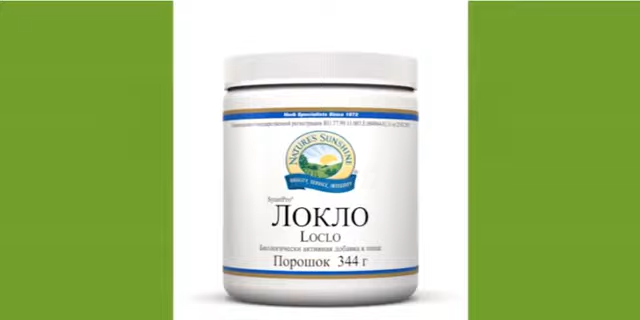 Herb Specialists Since 1972
NATURE'S SUNSHINE
QUALITY, SERVICE, INTEGRITY
ЛОКЛО
LOCLO
Биологически активная добавка к пище
Порошок 344 г